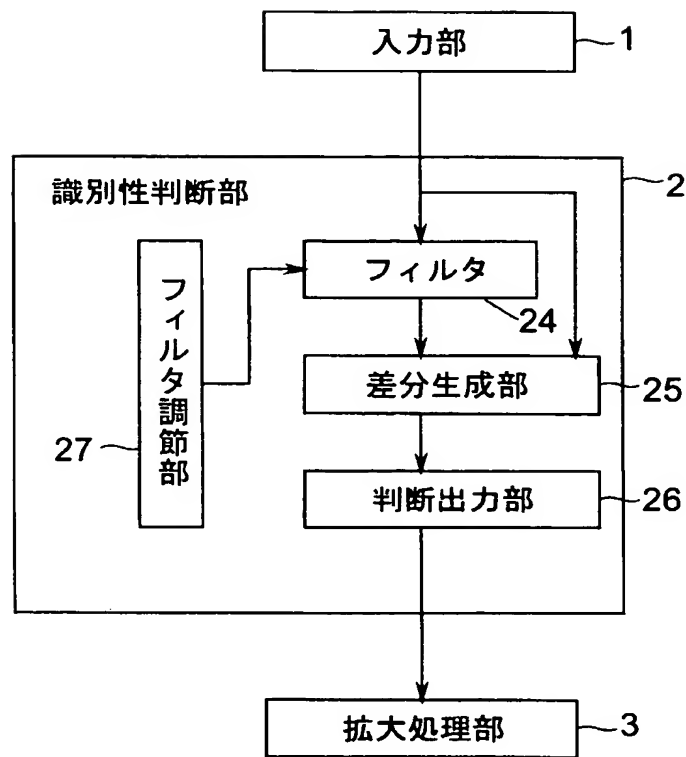 入力部
1
識別性判断部
2
フィルタ
24
差分生成部
25
フィルタ調節部
27
判断出力部
26
拡大処理部
3